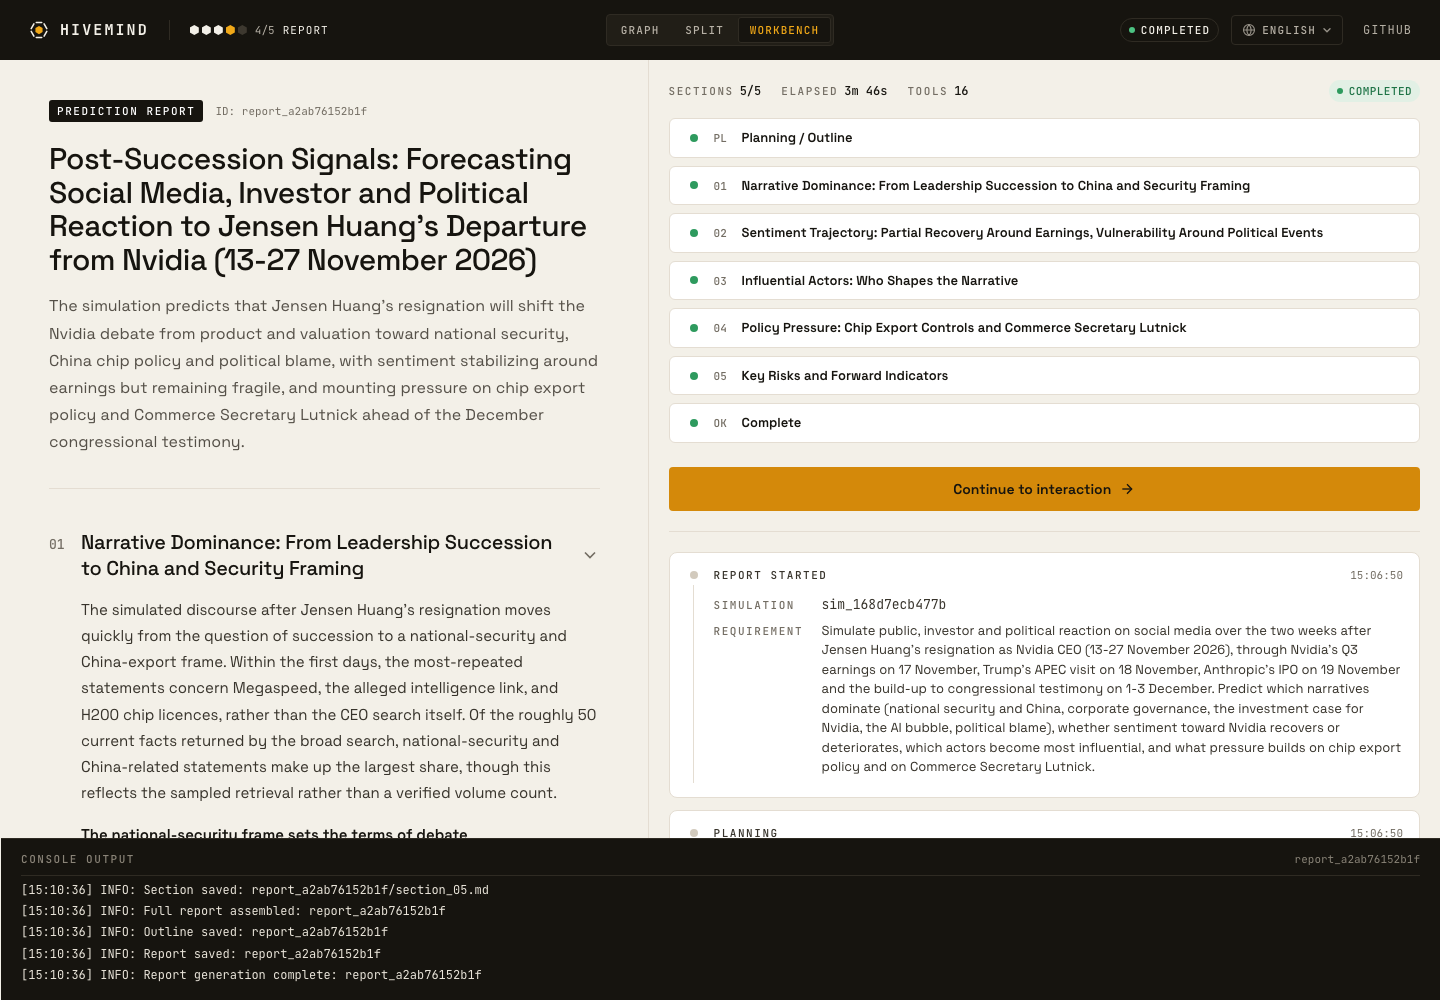 HIVEMIND
4/5 REPORT
GRAPH SPLIT WORKBENCH
COMPLETED
ENGLISH
GITHUB
PREDICTION REPORT ID: report_a2ab76152b1f
Post-Succession Signals: Forecasting
Social Media, Investor and Political
Reaction to Jensen Huang's Departure
from Nvidia (13-27 November 2026)
The simulation predicts that Jensen Huang's resignation will shift the
Nvidia debate from product and valuation toward national security,
China chip policy and political blame, with sentiment stabilizing around
earnings but remaining fragile, and mounting pressure on chip export
policy and Commerce Secretary Lutnick ahead of the December
congressional testimony.
01 Narrative Dominance: From Leadership Succession
to China and Security Framing
The simulated discourse after Jensen Huang's resignation moves
quickly from the question of succession to a national-security and
China-export frame. Within the first days, the most-repeated
statements concern Megaspeed, the alleged intelligence link, and
H200 chip licences, rather than the CEO search itself. Of the roughly 50
current facts returned by the broad search, national-security and
China-related statements make up the largest share, though this
reflects the sampled retrieval rather than a verified volume count.
The national-security frame sets the terms of debate
SECTIONS 5/5 ELAPSED 3m 46s TOOLS 16
COMPLETED
PL Planning / Outline
01 Narrative Dominance: From Leadership Succession to China and Security Framing
02 Sentiment Trajectory: Partial Recovery Around Earnings, Vulnerability Around Political Events
03 Influential Actors: Who Shapes the Narrative
04 Policy Pressure: Chip Export Controls and Commerce Secretary Lutnick
05 Key Risks and Forward Indicators
OK Complete
Continue to interaction →
REPORT STARTED 15:06:50
SIMULATION sim_168d7ecb477b
REQUIREMENT Simulate public, investor and political reaction on social media over the two weeks after
Jensen Huang's resignation as Nvidia CEO (13-27 November 2026), through Nvidia's Q3
earnings on 17 November, Trump's APEC visit on 18 November, Anthropic's IPO on 19 November
and the build-up to congressional testimony on 1-3 December. Predict which narratives
dominate (national security and China, corporate governance, the investment case for
Nvidia, the AI bubble, political blame), whether sentiment toward Nvidia recovers or
deteriorates, which actors become most influential, and what pressure builds on chip export
policy and on Commerce Secretary Lutnick.
PLANNING 15:06:50
CONSOLE OUTPUT report_a2ab76152b1f
[15:10:36] INFO: Section saved: report_a2ab76152b1f/section_05.md
[15:10:36] INFO: Full report assembled: report_a2ab76152b1f
[15:10:36] INFO: Outline saved: report_a2ab76152b1f
[15:10:36] INFO: Report saved: report_a2ab76152b1f
[15:10:36] INFO: Report generation complete: report_a2ab76152b1f